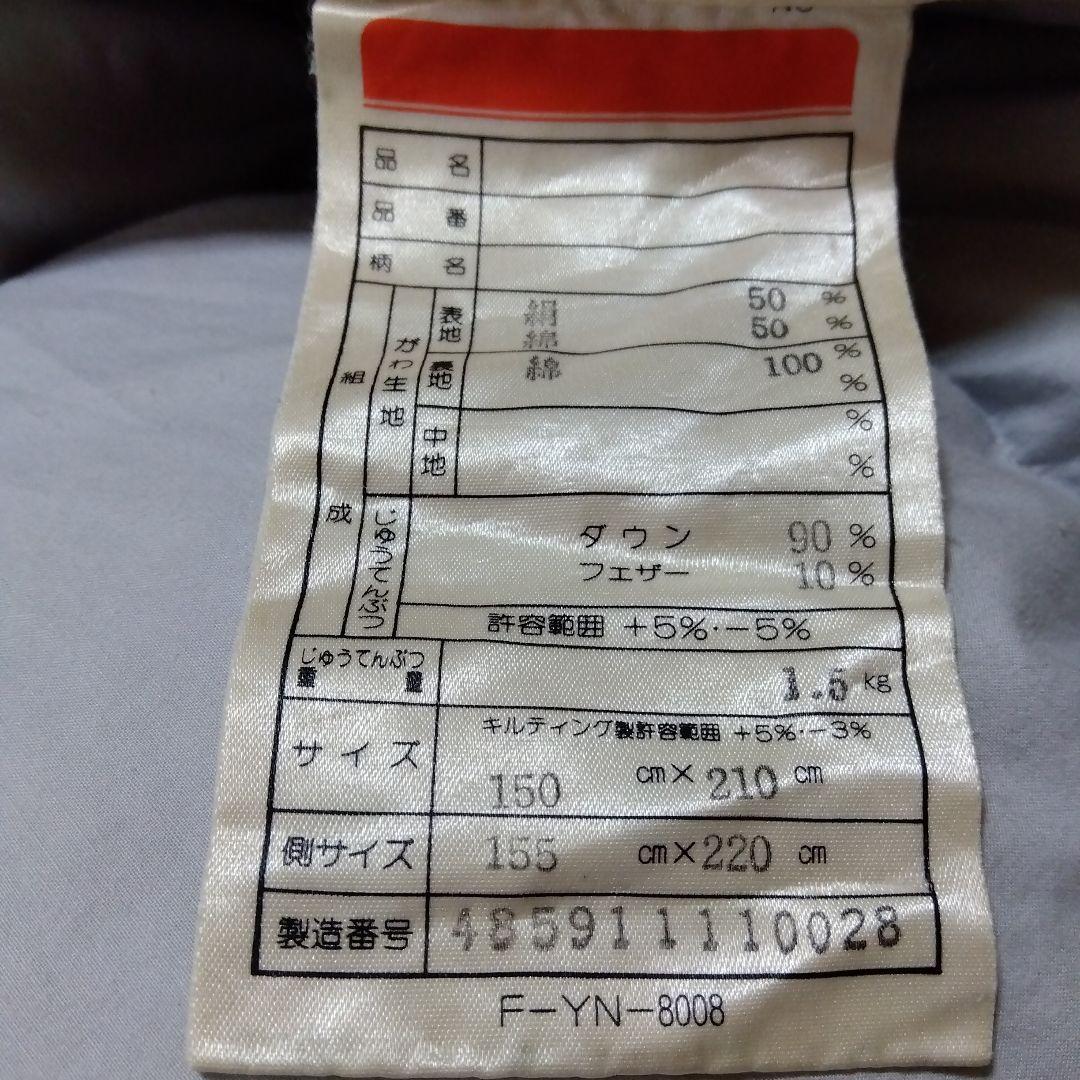 品名
品番
柄名
組成
がわ生地
表地 絹 50 %
綿 50 %
裏地 綿 100 %
%
中地 %
%
じゅうてんぶつ
ダウン 90 %
フェザー 10 %
許容範囲 +5%・-5%
じゅうてんぶつ
重量 1.5 kg
キルティング製許容範囲 +5%・-3%
サイズ 150 cm×210 cm
側サイズ 155 cm×220 cm
製造番号 4859111110028
F-YN-8008